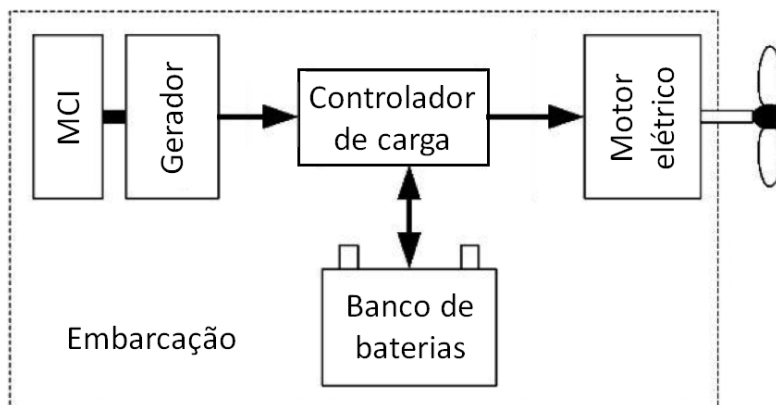 MCI
Gerador
Controlador
de carga
Motor
elétrico
Banco de
baterias
Embarcação